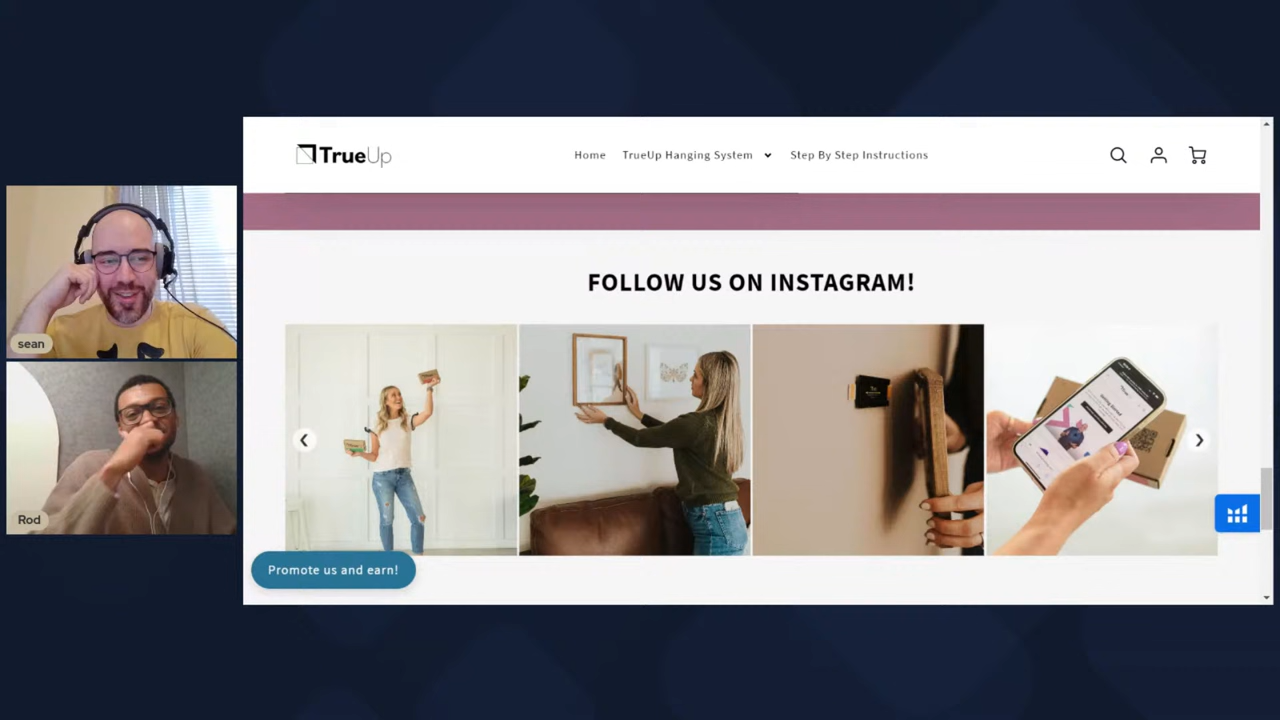 TrueUp
Home
TrueUp Hanging System
Step By Step Instructions
FOLLOW US ON INSTAGRAM!
sean
Rod
Promote us and earn!